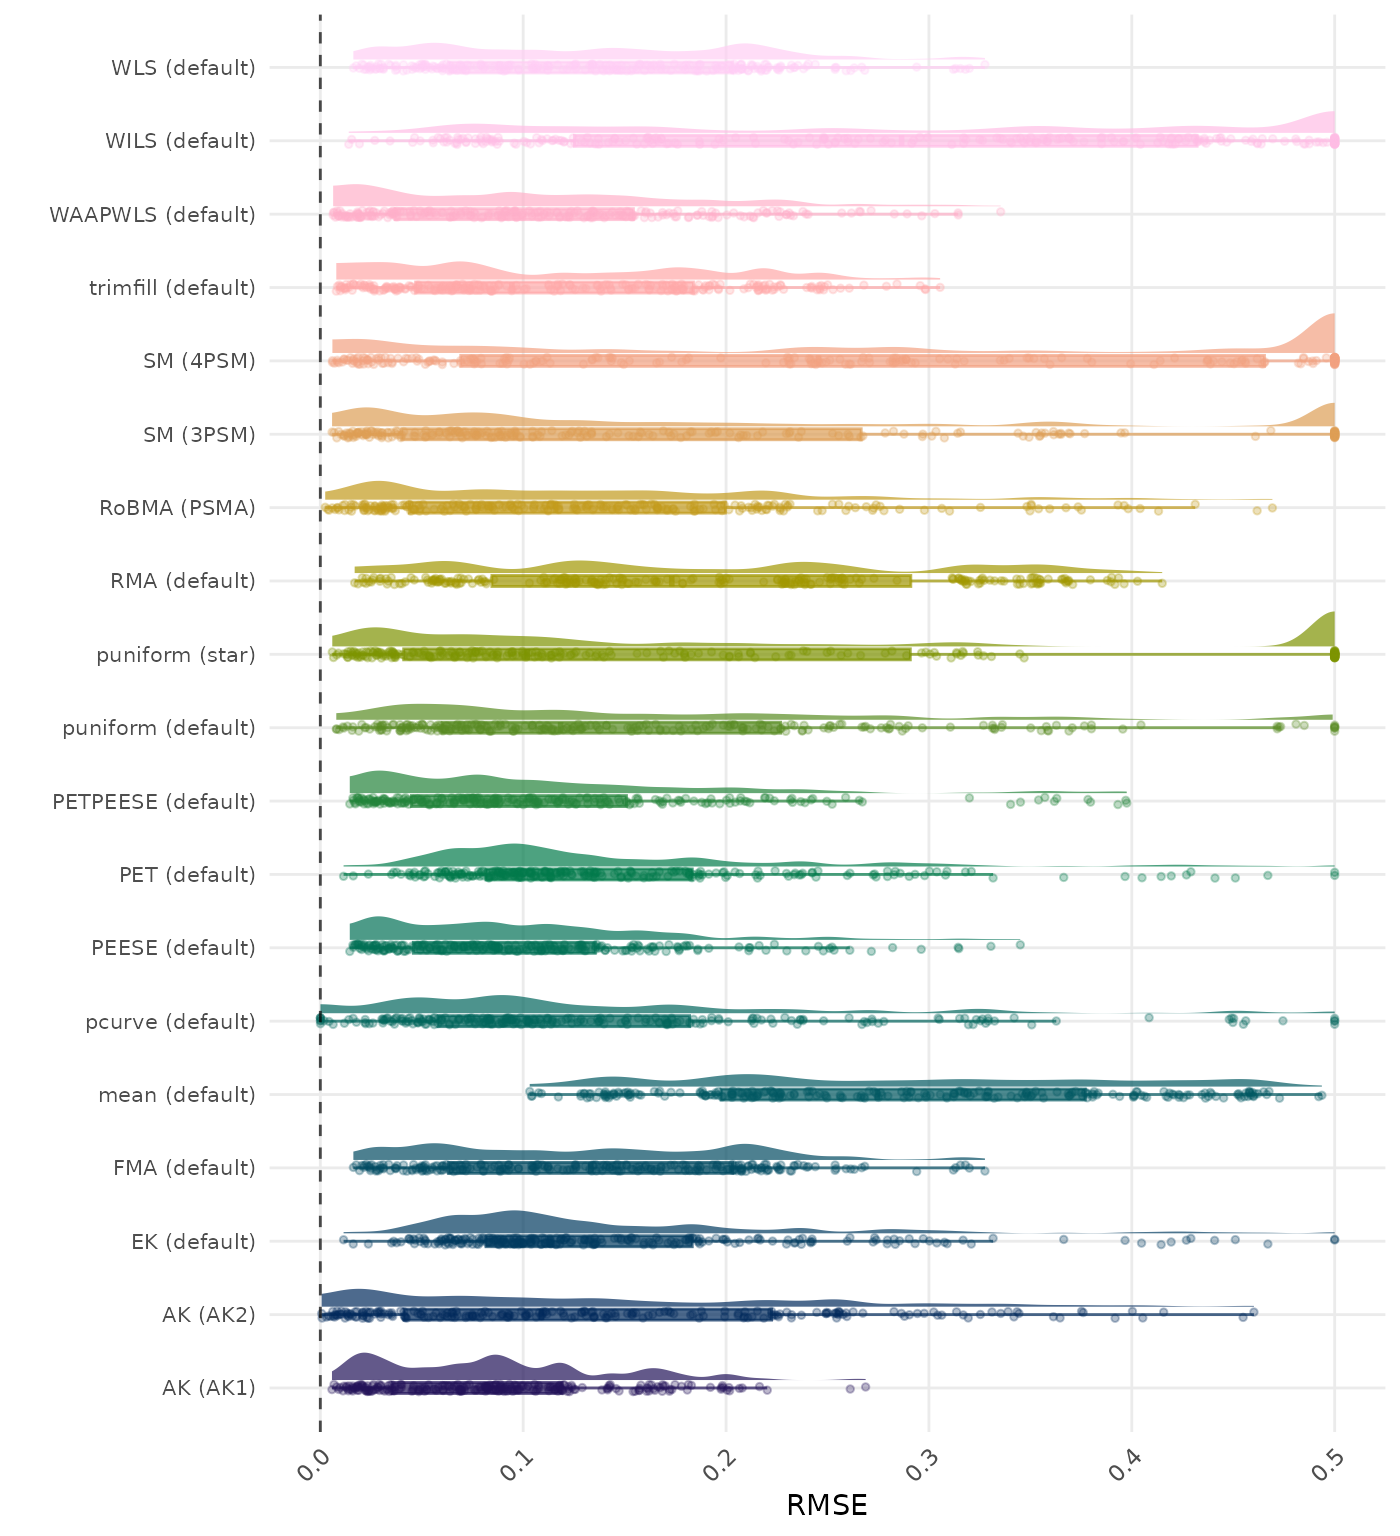 WLS (default)
WILS (default)
WAAPWLS (default)
trimfill (default)
SM (4PSM)
SM (3PSM)
RoBMA (PSMA)
RMA (default)
puniform (star)
puniform (default)
PETPEESE (default)
PET (default)
PEESE (default)
pcurve (default)
mean (default)
FMA (default)
EK (default)
AK (AK2)
AK (AK1)
0.0 0.1 0.2 0.3 0.4 0.5
RMSE